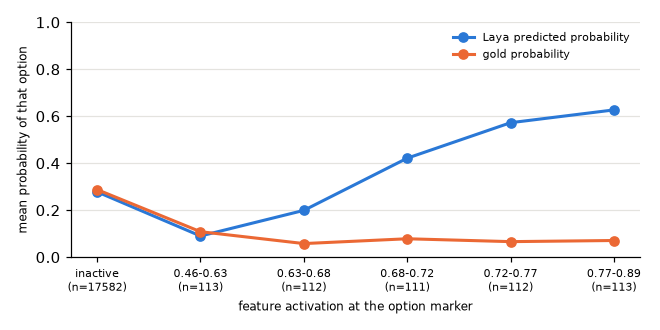 1.0
0.8
0.6
0.4
0.2
0.0
mean probability of that option
Laya predicted probability
gold probability
inactive
(n=17582)
0.46-0.63
(n=113)
0.63-0.68
(n=112)
0.68-0.72
(n=111)
0.72-0.77
(n=112)
0.77-0.89
(n=113)
feature activation at the option marker